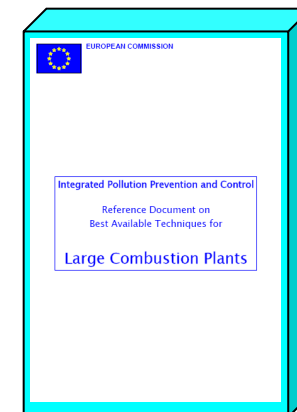 EUROPEAN COMMISSION
Integrated Pollution Prevention and Control
Reference Document on
Best Available Techniques for
Large Combustion Plants